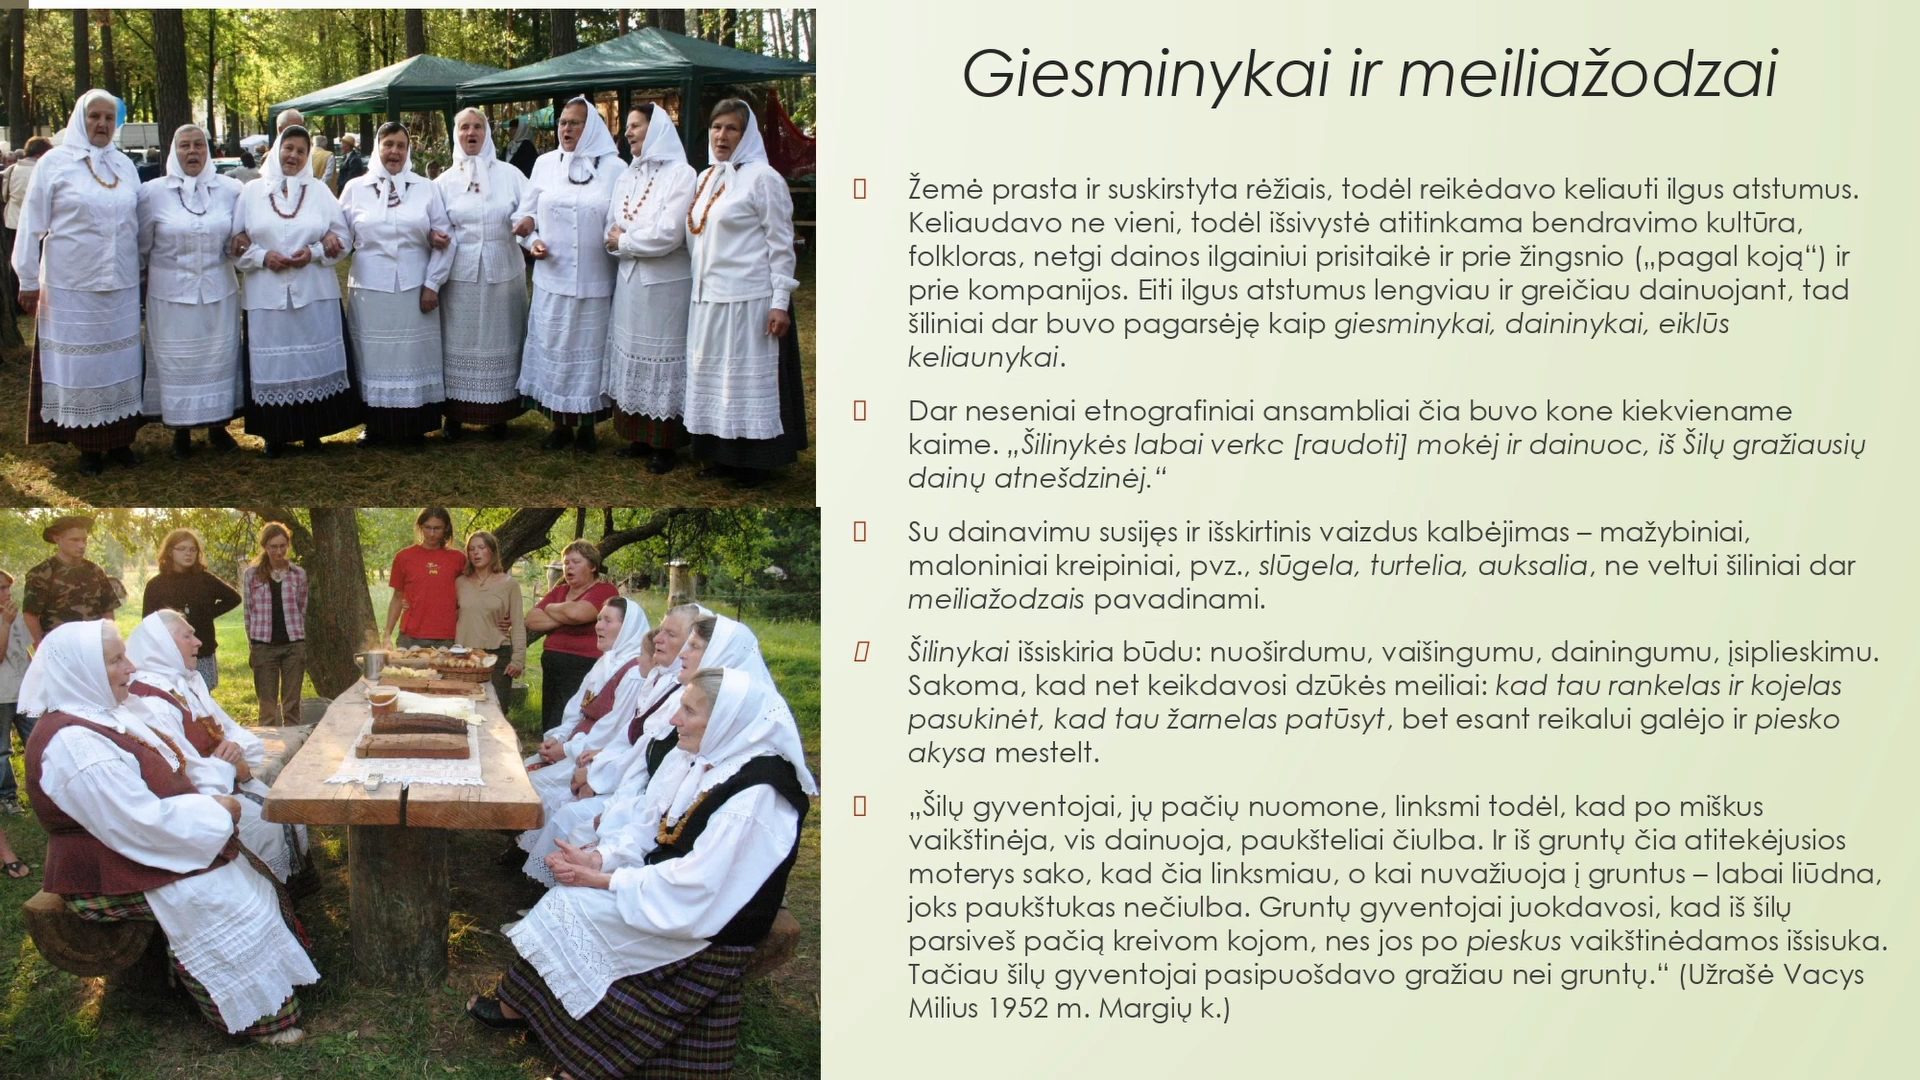 Giesminykai ir meiliažodzai
Žemė prasta ir suskirstyta rėžiais, todėl reikėdavo keliauti ilgus atstumus.
Keliaudavo ne vieni, todėl išsivystė atitinkama bendravimo kultūra,
folkloras, netgi dainos ilgainiui prisitaikė ir prie žingsnio („pagal koją“) ir
prie kompanijos. Eiti ilgus atstumus lengviau ir greičiau dainuojant, tad
šiliniai dar buvo pagarsėję kaip giesminykai, daininykai, eiklūs
keliaunykai.
Dar neseniai etnografiniai ansambliai čia buvo kone kiekviename
kaime. „Šilinykės labai verkc [raudoti] mokėj ir dainuoc, iš Šilų gražiausių
dainų atnešdzinėj.“
Su dainavimu susijęs ir išskirtinis vaizdus kalbėjimas – mažybiniai,
maloniniai kreipiniai, pvz., slūgela, turtelia, auksalia, ne veltui šiliniai dar
meiliažodzais pavadinami.
Šilinykai išsiskiria būdu: nuoširdumu, vaišingumu, dainingumu, įsiplieskimu.
Sakoma, kad net keikdavosi dzūkės meiliai: kad tau rankelas ir kojelas
pasukinėt, kad tau žarnelas patūsyt, bet esant reikalui galėjo ir piesko
akysa mestelt.
„Šilų gyventojai, jų pačių nuomone, linksmi todėl, kad po miškus
vaikštinėja, vis dainuoja, paukšteliai čiulba. Ir iš gruntų čia atitekėjusios
moterys sako, kad čia linksmiau, o kai nuvažiuoja į gruntus – labai liūdna,
joks paukštukas nečiulba. Gruntų gyventojai juokdavosi, kad iš šilų
parsiveš pačią kreivom kojom, nes jos po pieskus vaikštinėdamos išsisuka.
Tačiau šilų gyventojai pasipuošdavo gražiau nei gruntų.“ (Užrašė Vacys
Milius 1952 m. Margių k.)